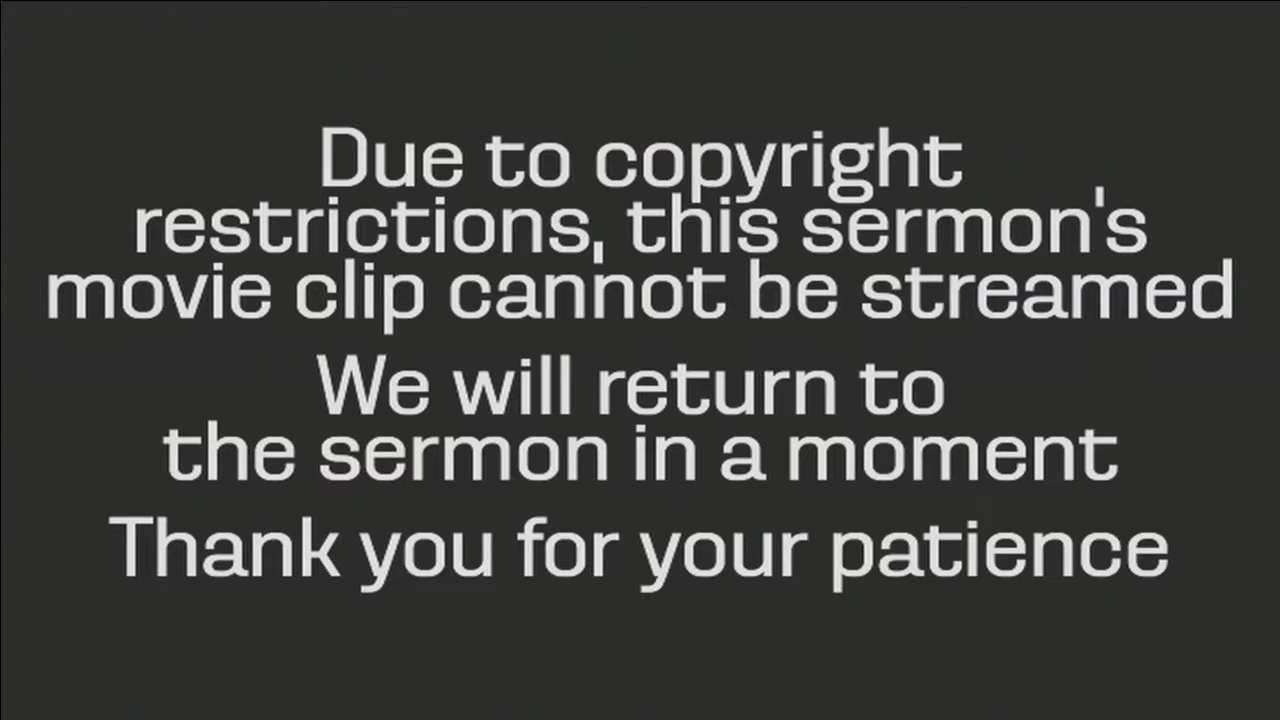 Due to copyright
restrictions, this sermon's
movie clip cannot be streamed
We will return to
the sermon in a moment
Thank you for your patience